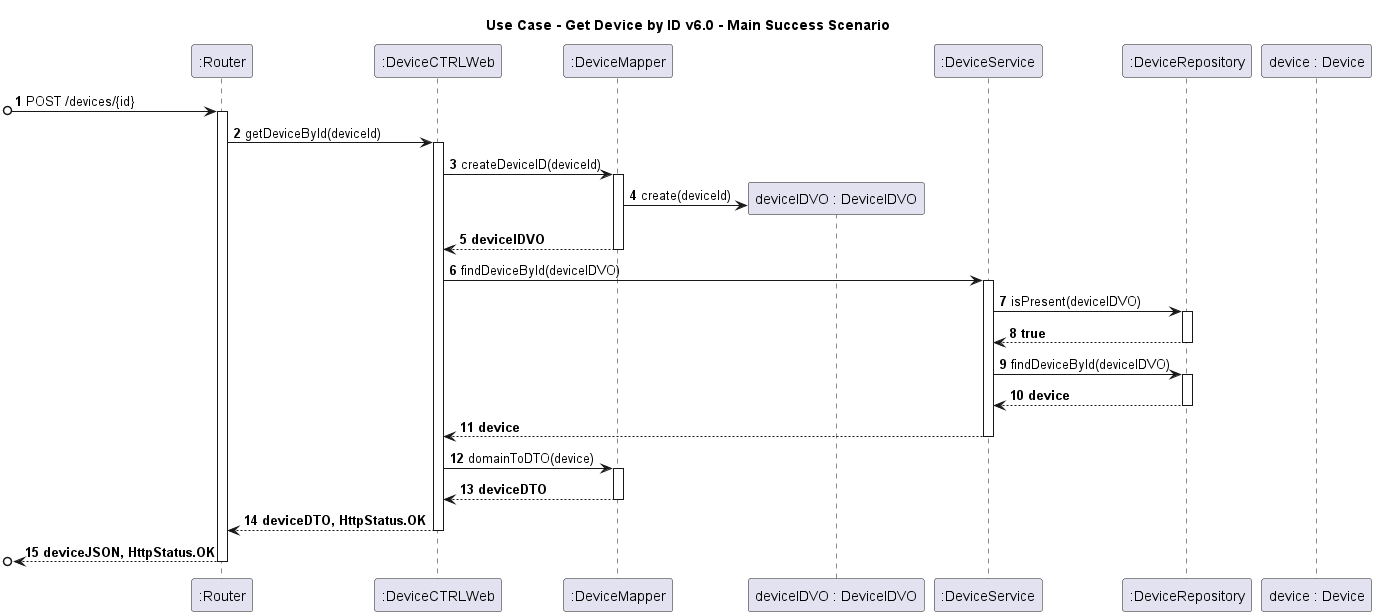 Use Case - Get Device by ID v6.0 - Main Success Scenario
:Router
:DeviceCTRLWeb
:DeviceMapper
:DeviceService
:DeviceRepository
device : Device
1 POST /devices/{id}
2 getDeviceById(deviceId)
3 createDeviceID(deviceId)
4 create(deviceId)
deviceIDVO : DeviceIDVO
5 deviceIDVO
6 findDeviceById(deviceIDVO)
7 isPresent(deviceIDVO)
8 true
9 findDeviceById(deviceIDVO)
10 device
11 device
12 domainToDTO(device)
13 deviceDTO
14 deviceDTO, HttpStatus.OK
15 deviceJSON, HttpStatus.OK
:Router
:DeviceCTRLWeb
:DeviceMapper
deviceIDVO : DeviceIDVO
:DeviceService
:DeviceRepository
device : Device